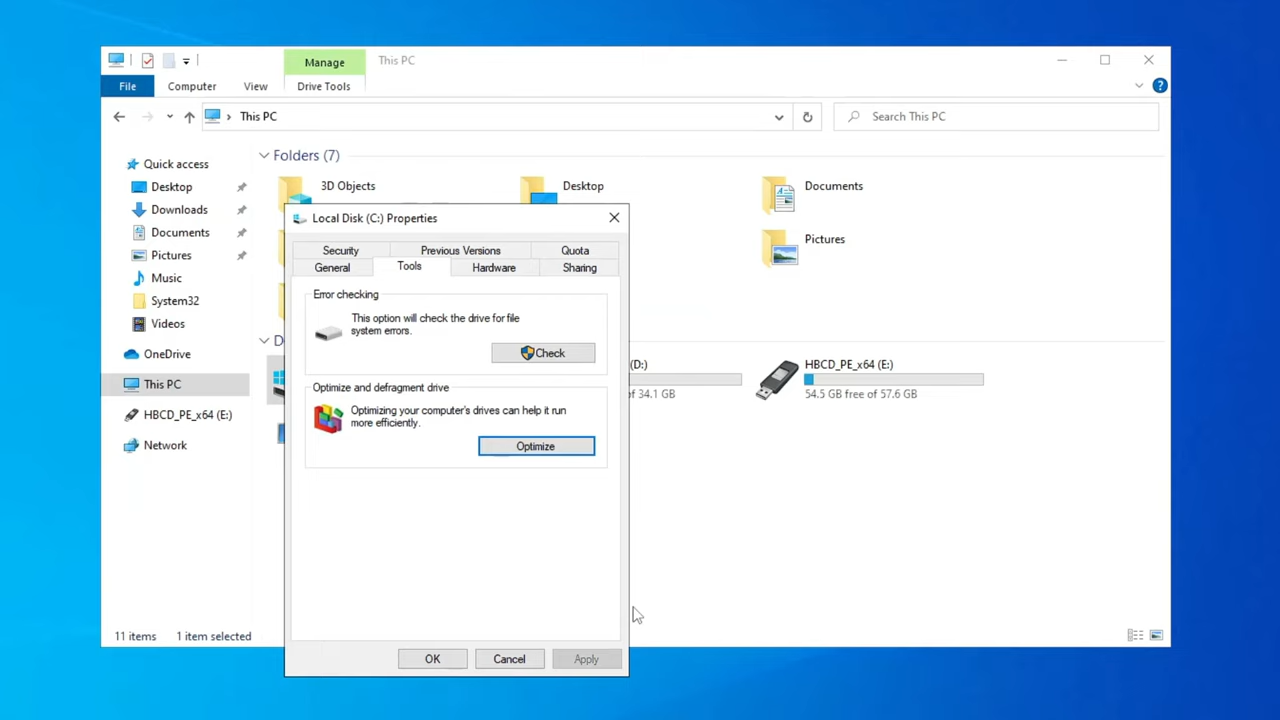 Manage
This PC
File
Computer
View
Drive Tools
This PC
Search This PC
Quick access
Desktop
Downloads
Documents
Pictures
Music
System32
Videos
OneDrive
This PC
HBCD_PE_x64 (E:)
Network
Folders (7)
3D Objects
Desktop
Documents
Pictures
D
(D:)
of 34.1 GB
HBCD_PE_x64 (E:)
54.5 GB free of 57.6 GB
Local Disk (C:) Properties
Security
Previous Versions
Quota
General
Tools
Hardware
Sharing
Error checking
This option will check the drive for file
system errors.
Check
Optimize and defragment drive
Optimizing your computer's drives can help it run
more efficiently.
Optimize
OK
Cancel
Apply
11 items
1 item selected